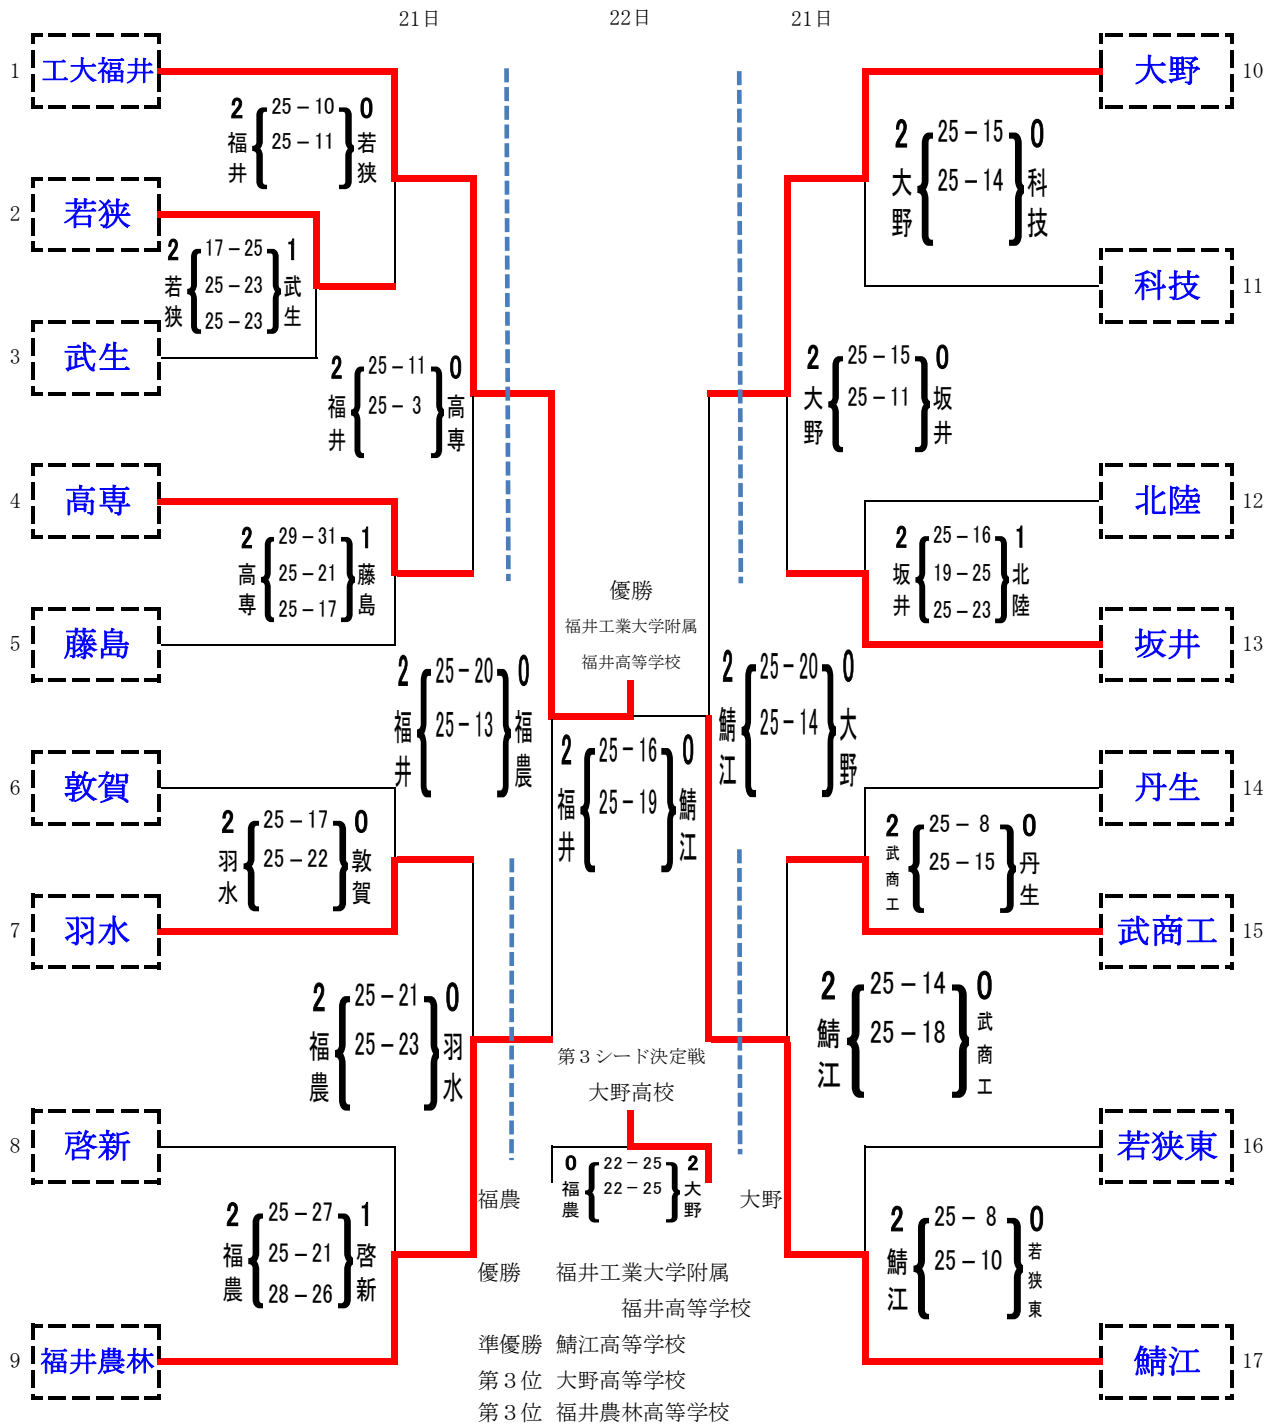 21日
22日
21日
1 工大福井
2 若狭
3 武生
4 高専
5 藤島
6 敦賀
7 羽水
8 啓新
9 福井農林
大野 10
科技 11
北陸 12
坂井 13
丹生 14
武商工 15
若狭東 16
鯖江 17
2 福井 25－10 0 若狭
25－11
2 若狭 17－25 1 武生
25－23
25－23
2 福井 25－11 0 高専
25－3
2 高専 29－31 1 藤島
25－21
25－17
2 福井 25－20 0 福農
25－13
2 羽水 25－17 0 敦賀
25－22
2 福農 25－21 0 羽水
25－23
2 福農 25－27 1 啓新
25－21
28－26
2 大野 25－15 0 科技
25－14
2 大野 25－15 0 坂井
25－11
2 坂井 25－16 1 北陸
19－25
25－23
2 鯖江 25－20 0 大野
25－14
2 武商工 25－8 0 丹生
25－15
2 鯖江 25－14 0 武商工
25－18
2 鯖江 25－8 0 若狭東
25－10
優勝
福井工業大学附属
福井高等学校
2 福井 25－16 0 鯖江
25－19
第３シード決定戦
大野高校
0 福農 22－25 2 大野
22－25
福農
大野
優勝 福井工業大学附属
福井高等学校
準優勝 鯖江高等学校
第３位 大野高等学校
第３位 福井農林高等学校